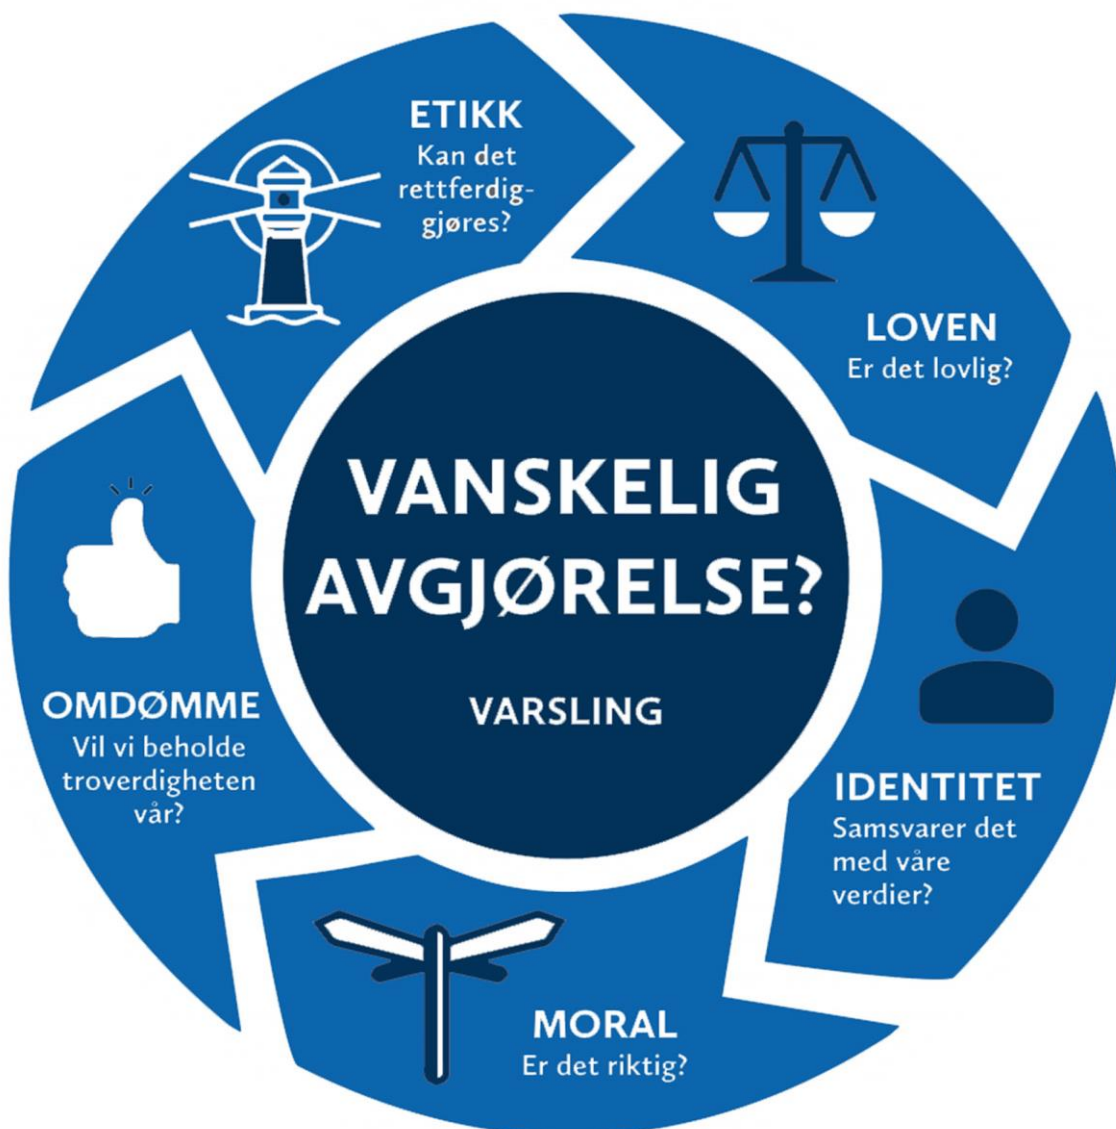 VANSKELIG
AVGJØRELSE?
VARSLING
LOVEN
Er det lovlig?
IDENTITET
Samsvarer det
med våre
verdier?
MORAL
Er det riktig?
OMDØMME
Vil vi beholde
troverdigheten
vår?
ETIKK
Kan det
rettferdig-
gjøres?